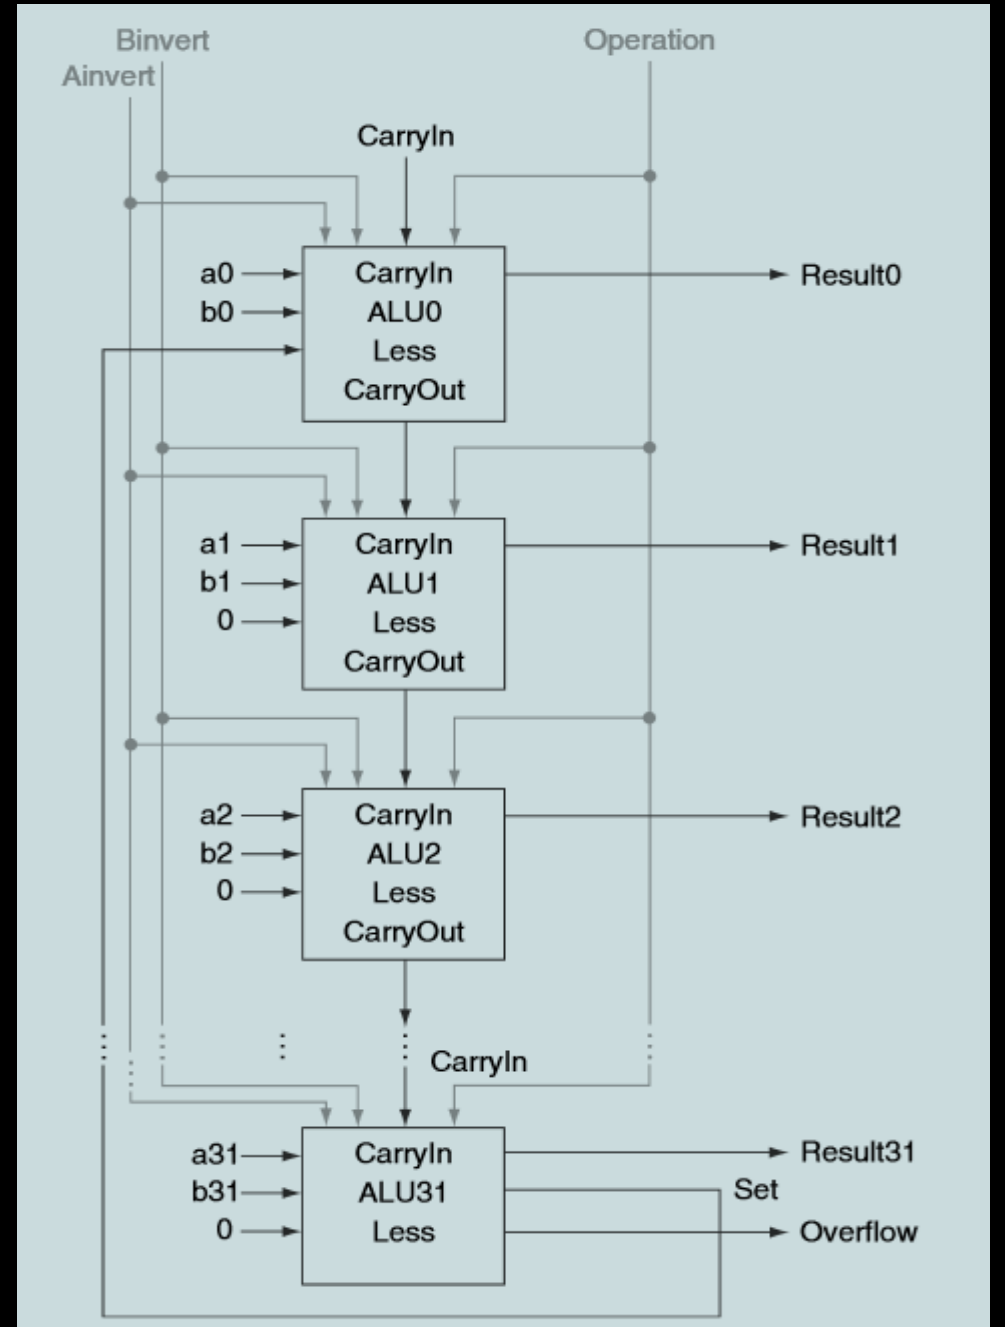 Binvert
Operation
Ainvert
CarryIn
a0
CarryIn
Result0
b0
ALU0
Less
CarryOut
a1
CarryIn
Result1
b1
ALU1
0
Less
CarryOut
a2
CarryIn
Result2
b2
ALU2
0
Less
CarryOut
CarryIn
a31
CarryIn
Result31
b31
ALU31
Set
0
Less
Overflow